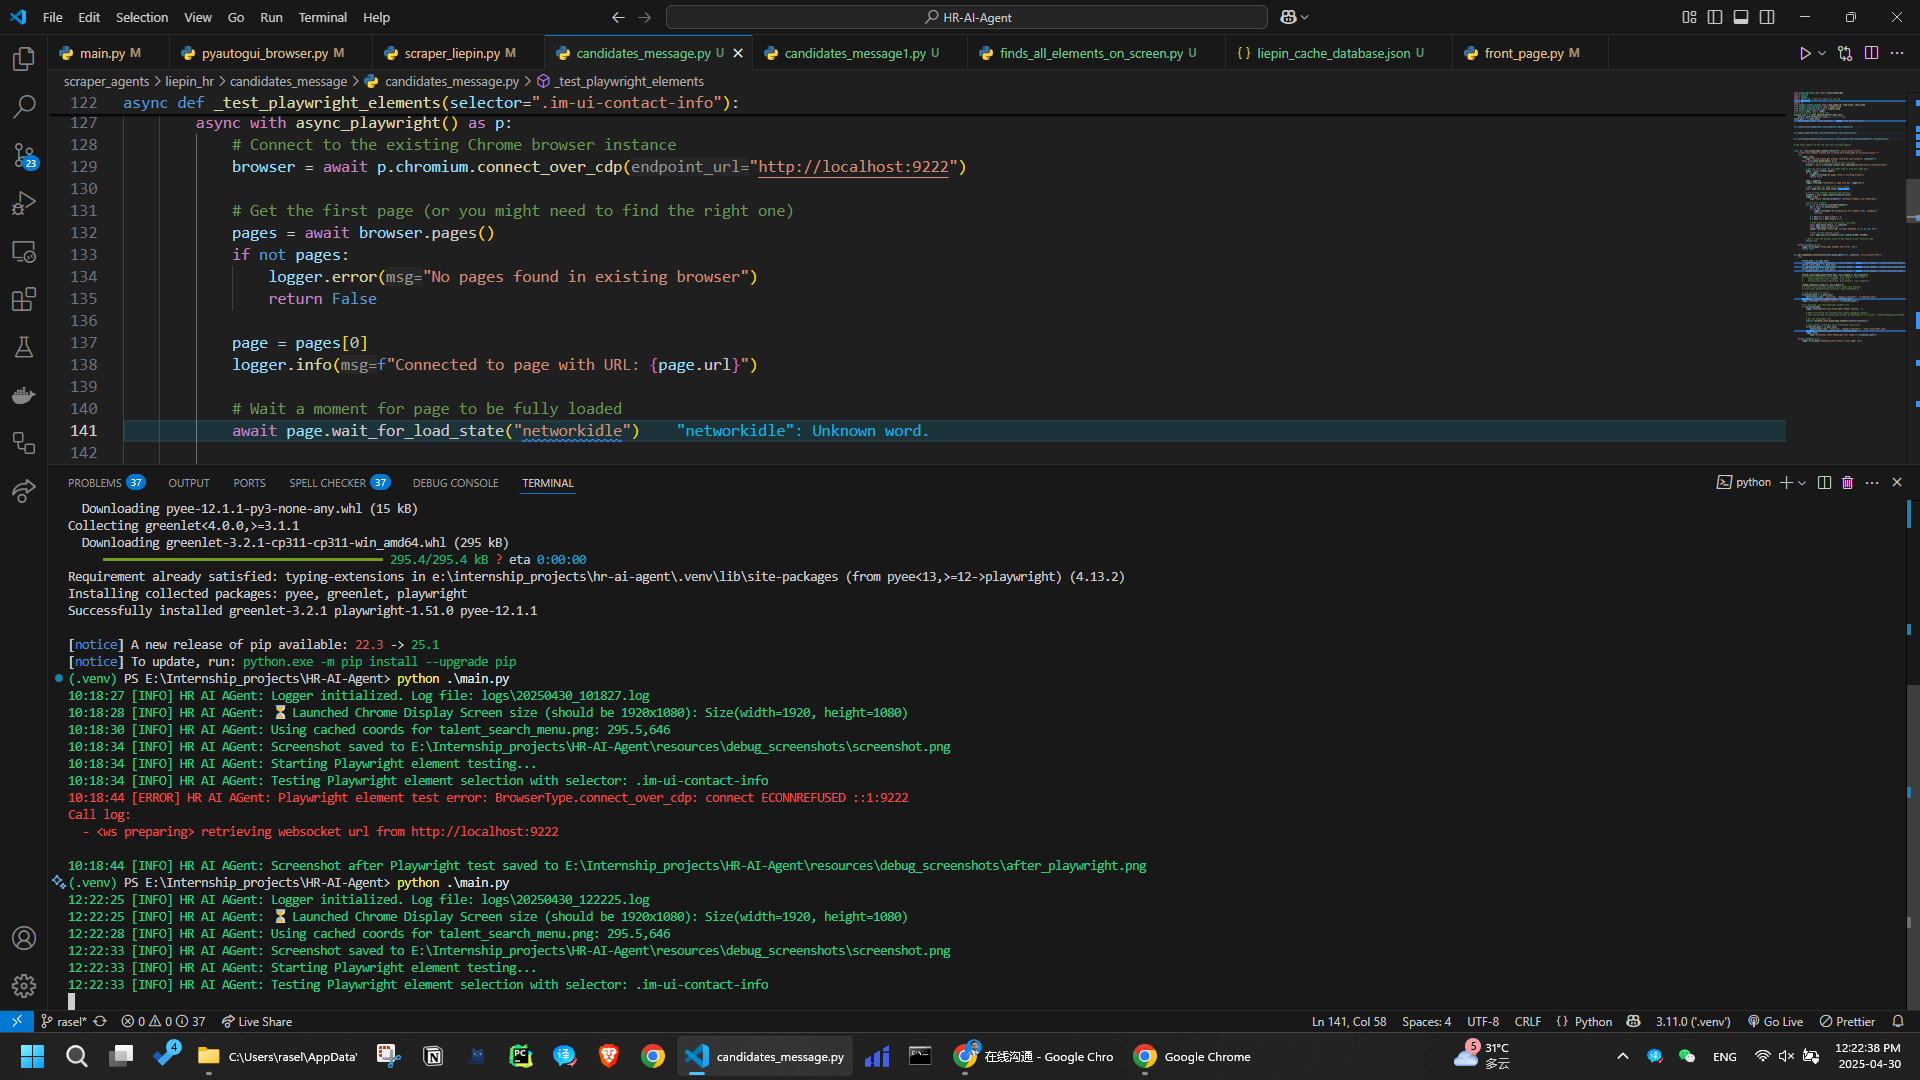 File Edit Selection View Go Run Terminal Help
HR-AI-Agent
main.py M
pyautogui_browser.py M
scraper_liepin.py M
candidates_message.py U
candidates_message1.py U
finds_all_elements_on_screen.py U
{} liepin_cache_database.json U
front_page.py M
scraper_agents > liepin_hr > candidates_message > candidates_message.py > _test_playwright_elements
122 async def _test_playwright_elements(selector=".im-ui-contact-info"):
127 async with async_playwright() as p:
128 # Connect to the existing Chrome browser instance
129 browser = await p.chromium.connect_over_cdp(endpoint_url="http://localhost:9222")
130
131 # Get the first page (or you might need to find the right one)
132 pages = await browser.pages()
133 if not pages:
134 logger.error(msg="No pages found in existing browser")
135 return False
136
137 page = pages[0]
138 logger.info(msg=f"Connected to page with URL: {page.url}")
139
140 # Wait a moment for page to be fully loaded
141 await page.wait_for_load_state("networkidle") "networkidle": Unknown word.
142
23
PROBLEMS 37 OUTPUT PORTS SPELL CHECKER 37 DEBUG CONSOLE TERMINAL
python
Downloading pyee-12.1.1-py3-none-any.whl (15 kB)
Collecting greenlet<4.0.0,>=3.1.1
Downloading greenlet-3.2.1-cp311-cp311-win_amd64.whl (295 kB)
295.4/295.4 kB ? eta 0:00:00
Requirement already satisfied: typing-extensions in e:\internship_projects\hr-ai-agent\.venv\lib\site-packages (from pyee<13,>=12->playwright) (4.13.2)
Installing collected packages: pyee, greenlet, playwright
Successfully installed greenlet-3.2.1 playwright-1.51.0 pyee-12.1.1
[notice] A new release of pip available: 22.3 -> 25.1
[notice] To update, run: python.exe -m pip install --upgrade pip
(.venv) PS E:\Internship_projects\HR-AI-Agent> python .\main.py
10:18:27 [INFO] HR AI AGent: Logger initialized. Log file: logs\20250430_101827.log
10:18:28 [INFO] HR AI AGent: ⏳ Launched Chrome Display Screen size (should be 1920x1080): Size(width=1920, height=1080)
10:18:30 [INFO] HR AI AGent: Using cached coords for talent_search_menu.png: 295.5,646
10:18:34 [INFO] HR AI AGent: Screenshot saved to E:\Internship_projects\HR-AI-Agent\resources\debug_screenshots\screenshot.png
10:18:34 [INFO] HR AI AGent: Starting Playwright element testing...
10:18:34 [INFO] HR AI AGent: Testing Playwright element selection with selector: .im-ui-contact-info
10:18:44 [ERROR] HR AI AGent: Playwright element test error: BrowserType.connect_over_cdp: connect ECONNREFUSED ::1:9222
Call log:
- <ws preparing> retrieving websocket url from http://localhost:9222
10:18:44 [INFO] HR AI AGent: Screenshot after Playwright test saved to E:\Internship_projects\HR-AI-Agent\resources\debug_screenshots\after_playwright.png
(.venv) PS E:\Internship_projects\HR-AI-Agent> python .\main.py
12:22:25 [INFO] HR AI AGent: Logger initialized. Log file: logs\20250430_122225.log
12:22:25 [INFO] HR AI AGent: ⏳ Launched Chrome Display Screen size (should be 1920x1080): Size(width=1920, height=1080)
12:22:28 [INFO] HR AI AGent: Using cached coords for talent_search_menu.png: 295.5,646
12:22:33 [INFO] HR AI AGent: Screenshot saved to E:\Internship_projects\HR-AI-Agent\resources\debug_screenshots\screenshot.png
12:22:33 [INFO] HR AI AGent: Starting Playwright element testing...
12:22:33 [INFO] HR AI AGent: Testing Playwright element selection with selector: .im-ui-contact-info
rasel* 0 0 37 Live Share
Ln 141, Col 58 Spaces: 4 UTF-8 CRLF {} Python 3.11.0 ('.venv') Go Live Prettier
4
C:\Users\rasel\AppData'
PC
译
candidates_message.py
在线沟通 - Google Chro
Google Chrome
5
31°C
多云
ENG
12:22:38 PM
2025-04-30